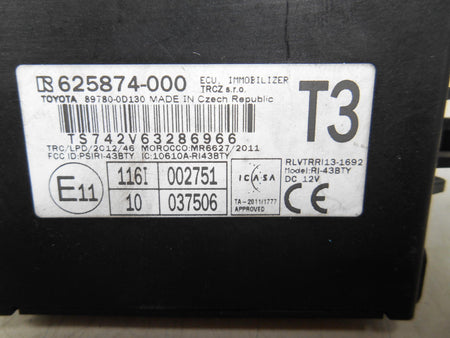 R 625874-000 ECU, IMMOBILIZER
TRCZ s.r.o.
TOYOTA 89780-0D130 MADE IN Czech Republic
T3
TS742V63286966
TRC/LPD/2012/46 MOROCCO:MR6627/2011
FCC ID:PSIRI-43BTY IC:10610A-RI43BTY
RLVTRRI13-1692
Model:RI-43BTY
DC 12V
E11 116I 002751
10 037506
ICASA
TA-2011/1777
APPROVED
CE